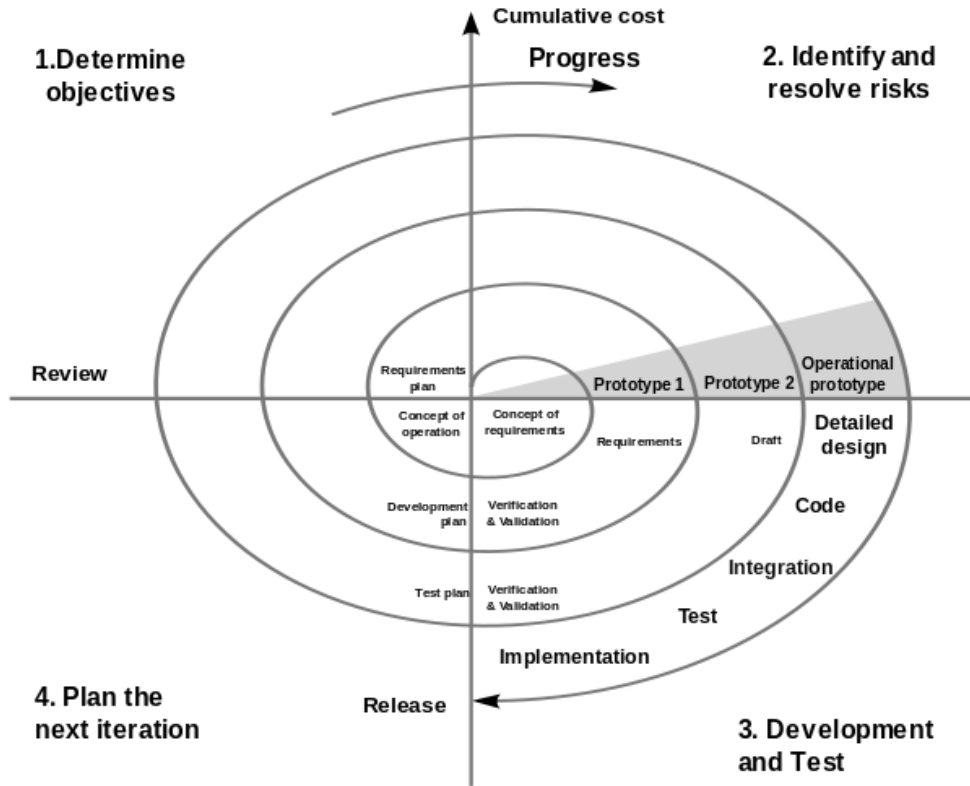 Cumulative cost
Progress
1.Determine
objectives
2. Identify and
resolve risks
Review
Requirements
plan
Prototype 1
Prototype 2
Operational
prototype
Concept of
operation
Concept of
requirements
Requirements
Draft
Detailed
design
Development
plan
Verification
& Validation
Code
Integration
Test plan
Verification
& Validation
Test
Implementation
Release
4. Plan the
next iteration
3. Development
and Test